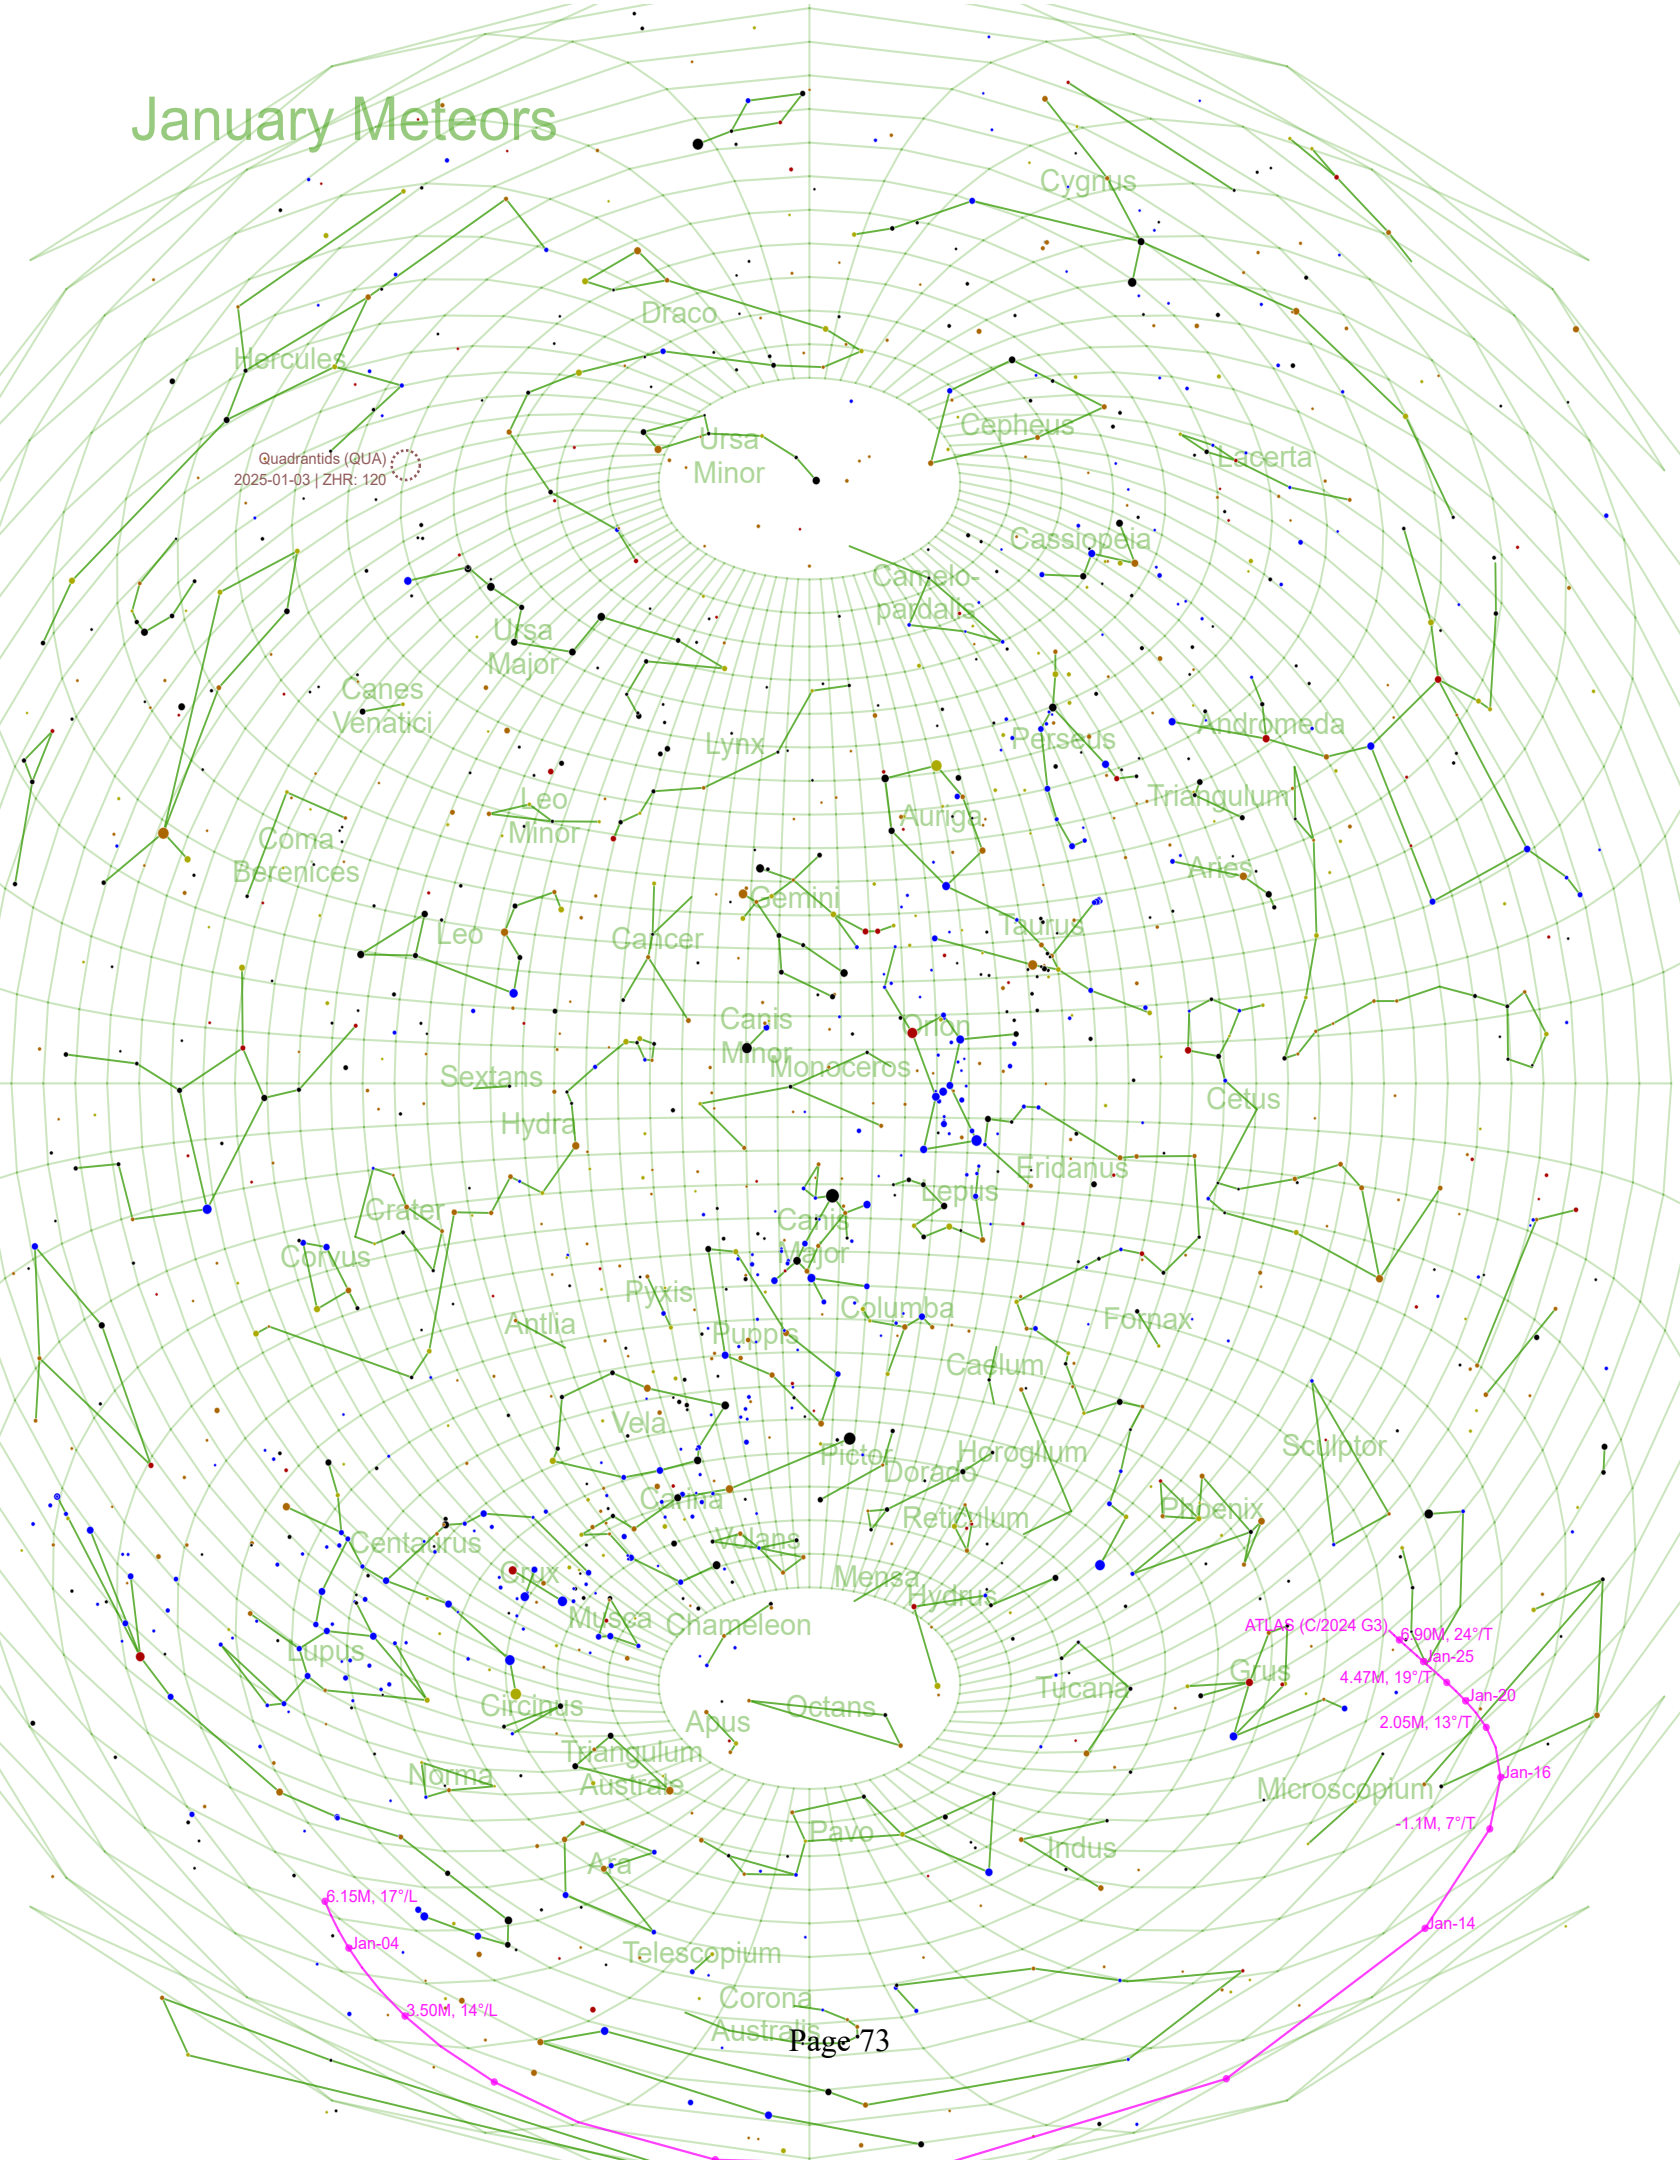 January Meteors
Cygnus
Draco
Hercules
Cepheus
Ursa
Minor
Lacerta
Quadrantids (QUA)
2025-01-03 | ZHR: 120
Cassiopeia
Camelo-
pardalis
Ursa
Major
Canes
Venatici
Andromeda
Perseus
Lynx
Triangulum
Leo
Minor
Auriga
Coma
Berenices
Aries
Gemini
Taurus
Leo
Cancer
Canis
Minor
Orion
Monoceros
Sextans
Cetus
Hydra
Eridanus
Lepus
Crater
Canis
Major
Corvus
Pyxis
Columba
Fornax
Antlia
Puppis
Caelum
Vela
Sculptor
Pictor
Horoglium
Dorado
Carina
Phoenix
Reticulum
Centaurus
Volans
Crux
Mensa
Hydrus
Musca
Chameleon
ATLAS (C/2024 G3)
6.90M, 24°/T
Lupus
Jan-25
Grus
4.47M, 19°/T
Tucana
Jan-20
Circinus
Octans
Apus
2.05M, 13°/T
Triangulum
Australe
Norma
Jan-16
Microscopium
Pavo
-1.1M, 7°/T
Indus
Ara
6.15M, 17°/L
Jan-14
Jan-04
Telescopium
Corona
Australis
3.50M, 14°/L
Page 73